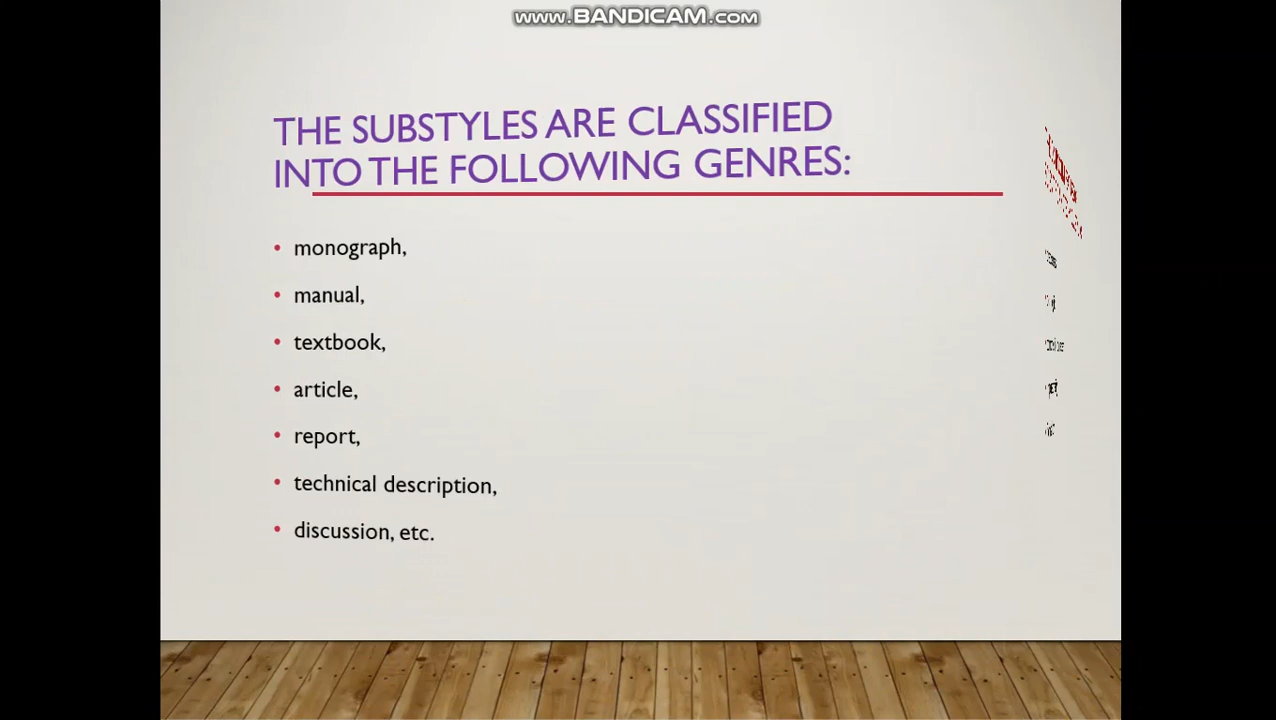 www.BANDICAM.com
THE SUBSTYLES ARE CLASSIFIED
INTO THE FOLLOWING GENRES:
• monograph,
• manual,
• textbook,
• article,
• report,
• technical description,
• discussion, etc.